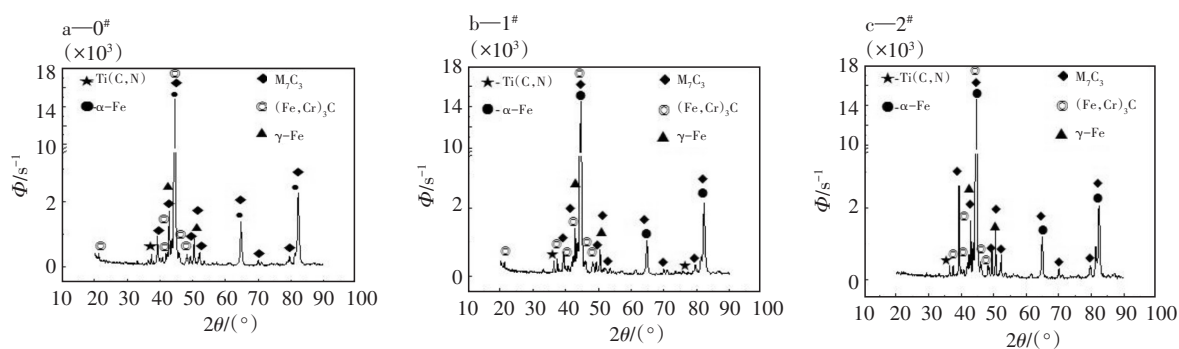 a—0#
(×10³)
18
16
14
10
2
0
Φ/s⁻¹
★-Ti(C,N)
●-α-Fe
◆ M₇C₃
◎ (Fe,Cr)₃C
▲ γ-Fe
10 20 30 40 50 60 70 80 90 100
2θ/(°)
b—1#
(×10³)
18
16
14
10
2
0
Φ/s⁻¹
★-Ti(C,N)
●-α-Fe
◆ M₇C₃
◎ (Fe,Cr)₃C
▲ γ-Fe
10 20 30 40 50 60 70 80 90 100
2θ/(°)
c—2#
(×10³)
18
16
14
10
2
0
Φ/s⁻¹
★-Ti(C,N)
●-α-Fe
◆ M₇C₃
◎ (Fe,Cr)₃C
▲ γ-Fe
10 20 30 40 50 60 70 80 90 100
2θ/(°)